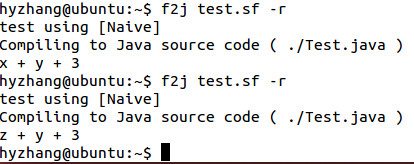 hyzhang@ubuntu:~$ f2j test.sf -r
test using [Naive]
Compiling to Java source code ( ./Test.java )
x + y + 3
hyzhang@ubuntu:~$ f2j test.sf -r
test using [Naive]
Compiling to Java source code ( ./Test.java )
z + y + 3
hyzhang@ubuntu:~$